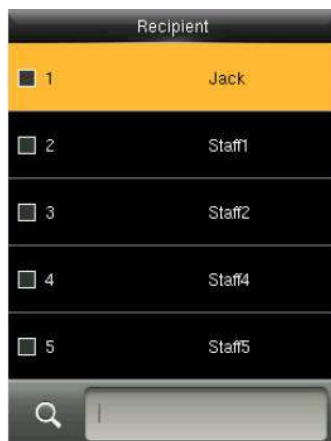 Recipient
1 Jack
2 Staff1
3 Staff2
4 Staff4
5 Staff5